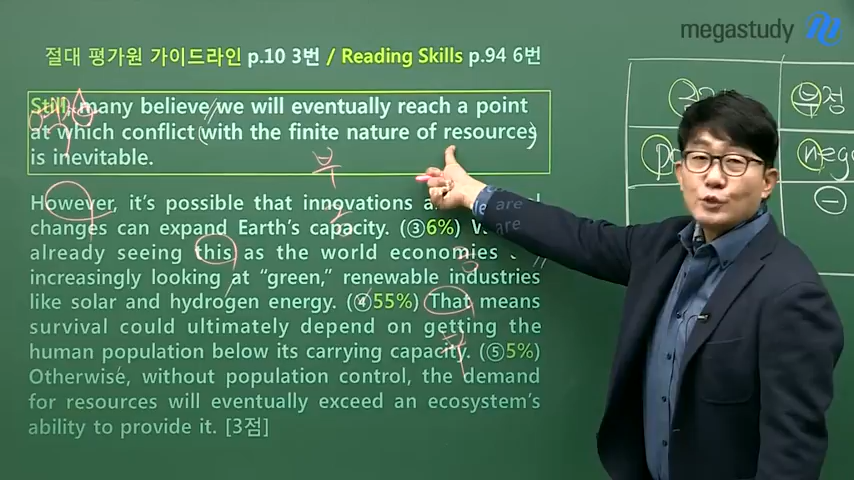 megastudy
절대 평가원 가이드라인 p.10 3번 / Reading Skills p.94 6번
Still, many believe we will eventually reach a point
at which conflict (with the finite nature of resources)
is inevitable.
However, it's possible that innovations
changes can expand Earth's capacity. (③6%)
already seeing this as the world economies are
increasingly looking at “green,” renewable industries
like solar and hydrogen energy. (④55%) That means
survival could ultimately depend on getting the
human population below its carrying capacity. (⑤5%)
Otherwise, without population control, the demand
for resources will eventually exceed an ecosystem's
ability to provide it. [3점]
부정
neg
⊖